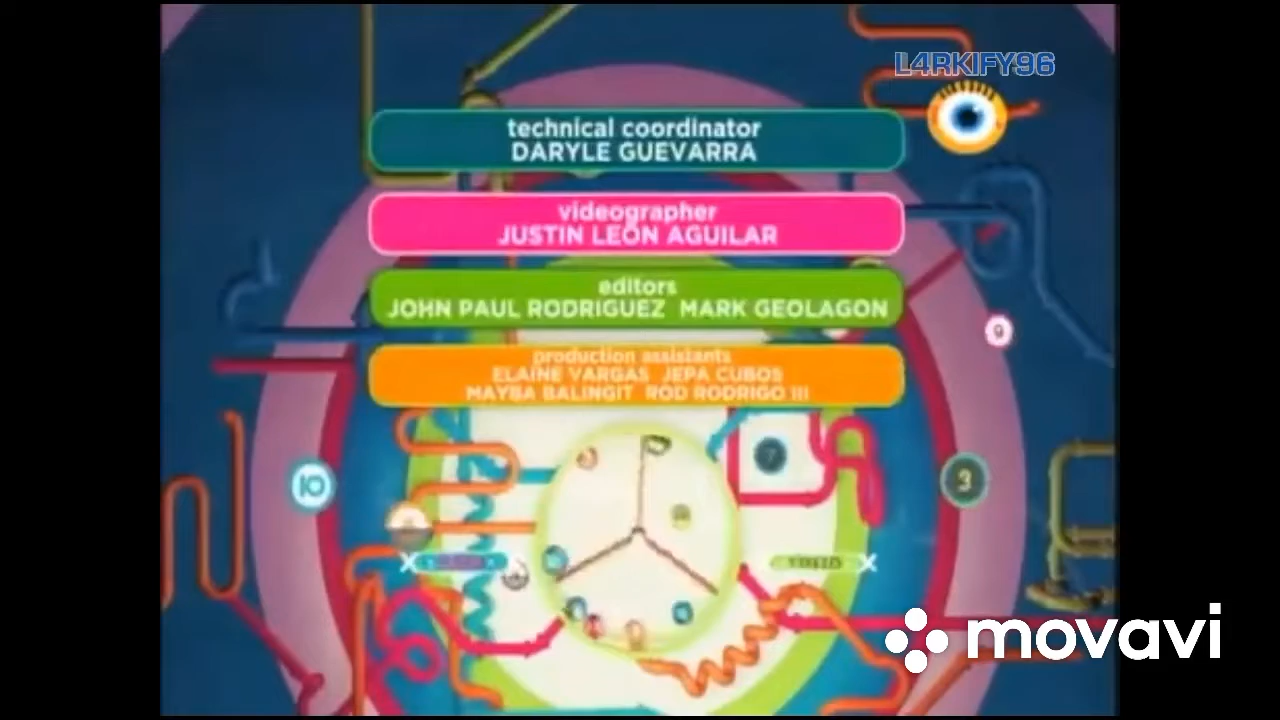 L4RKIFY96
technical coordinator
DARYLE GUEVARRA
videographer
JUSTIN LEON AGUILAR
editors
JOHN PAUL RODRIGUEZ MARK GEOLAGON
production assistants
ELAINE VARGAS JEPA CUBOS
MAYBA BALINGIT ROD RODRIGO III
9
7
10
3
movavi